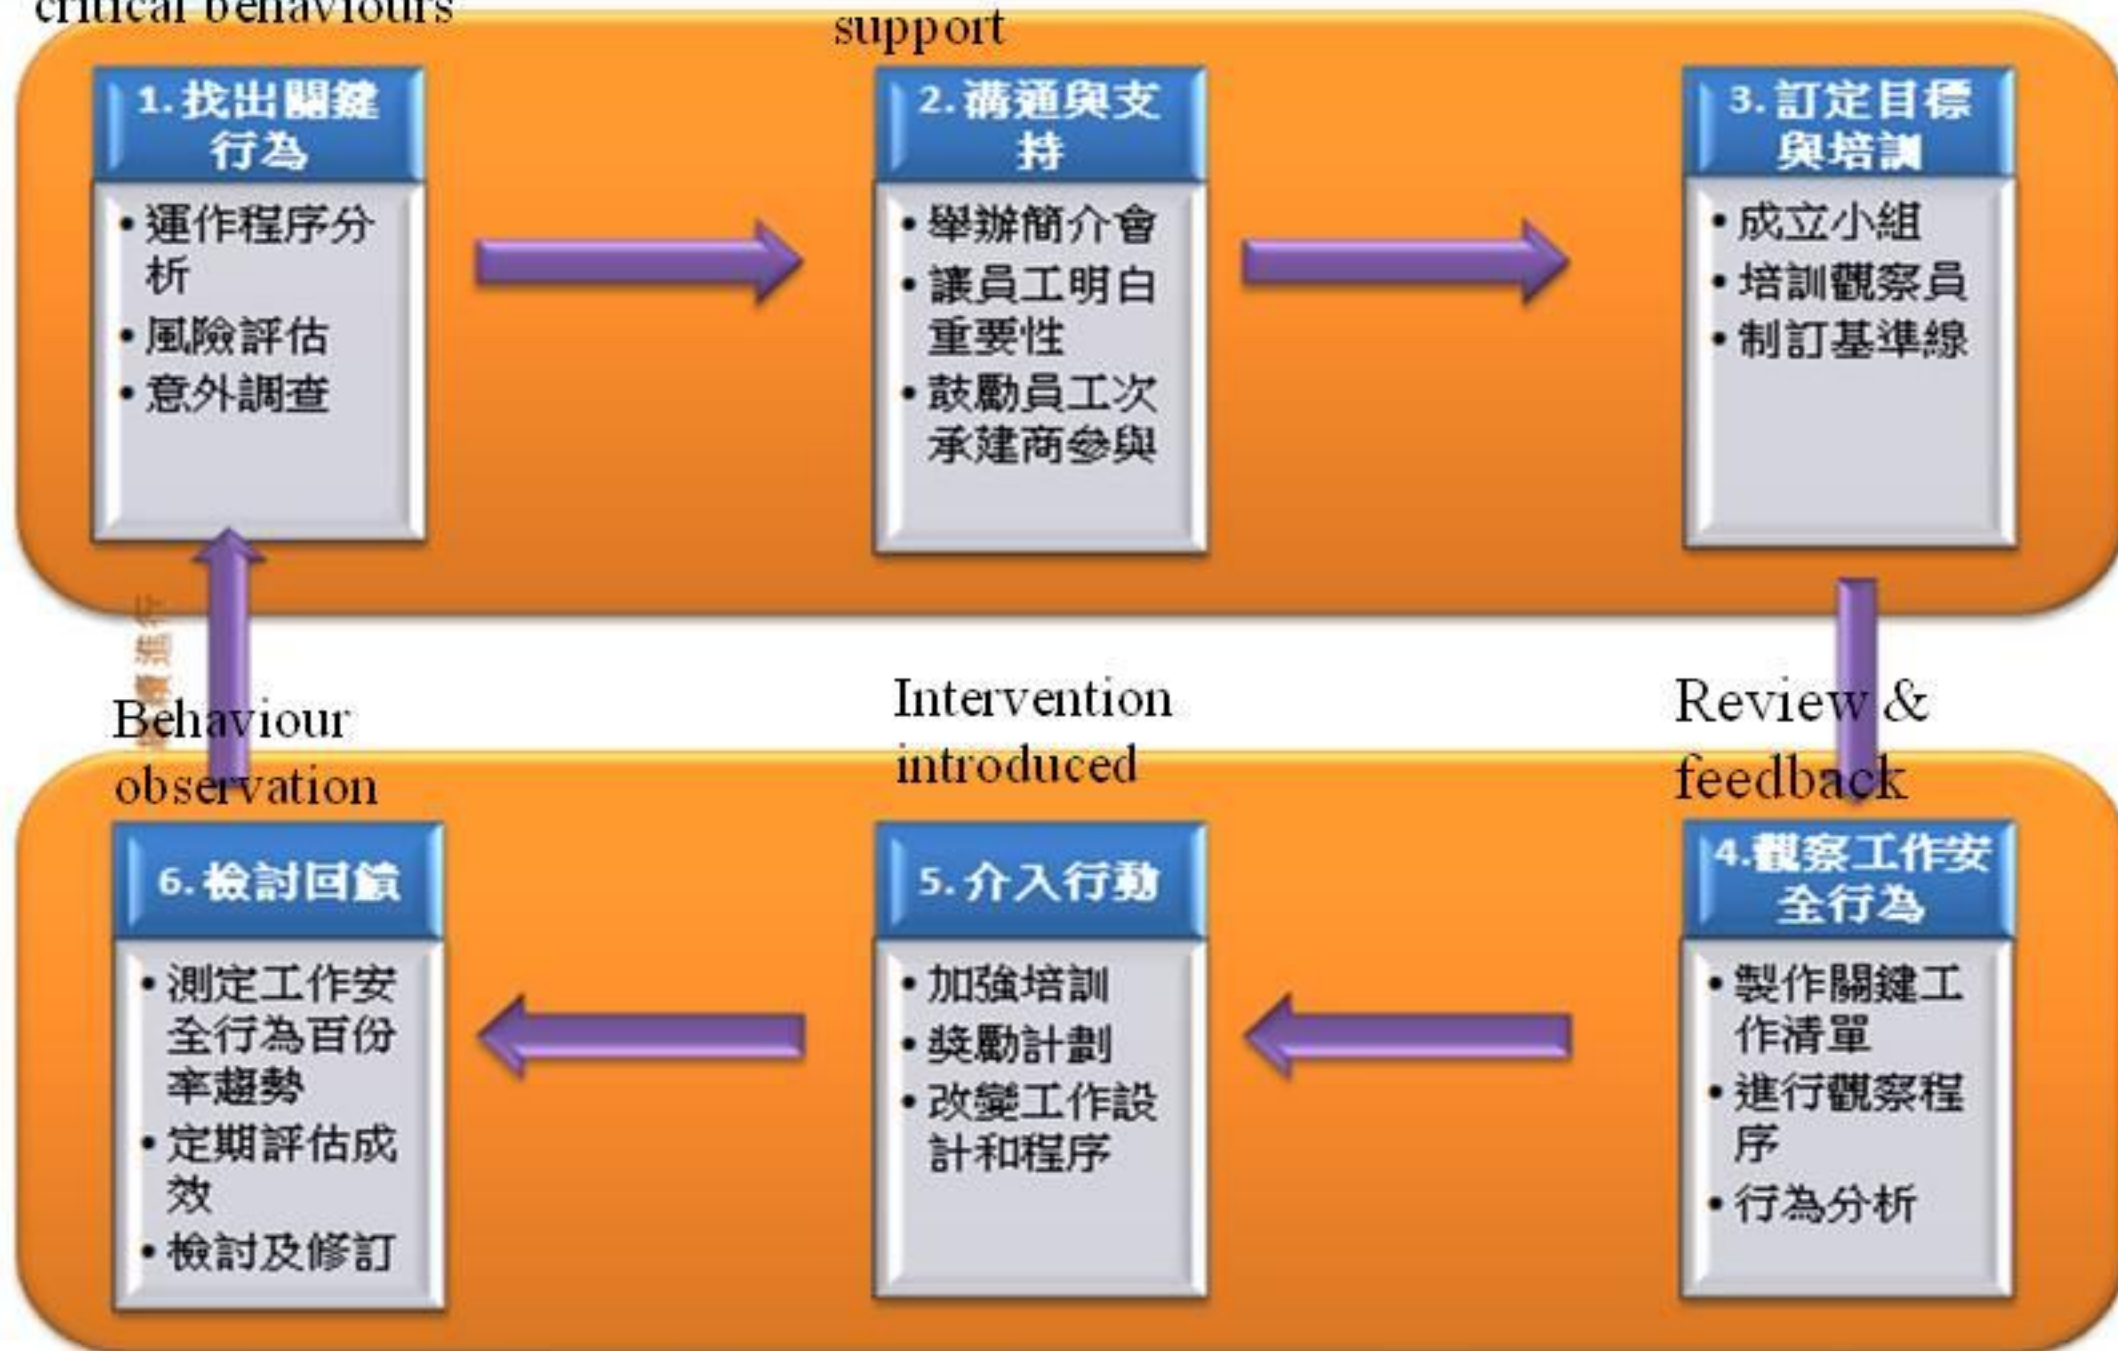 critical behaviours
support
1. 找出關鍵
行為
• 運作程序分
析
• 風險評估
• 意外調查
2. 溝通與支
持
• 舉辦簡介會
• 讓員工明白
重要性
• 鼓勵員工次
承建商參與
3. 訂定目標
與培訓
• 成立小組
• 培訓觀察員
• 制訂基準線
進行
Behaviour
observation
Intervention
introduced
Review &
feedback
6. 檢討回饋
• 測定工作安
全行為百份
率趨勢
• 定期評估成
效
• 檢討及修訂
5. 介入行動
• 加強培訓
• 獎勵計劃
• 改變工作設
計和程序
4.觀察工作安
全行為
• 製作關鍵工
作清單
• 進行觀察程
序
• 行為分析